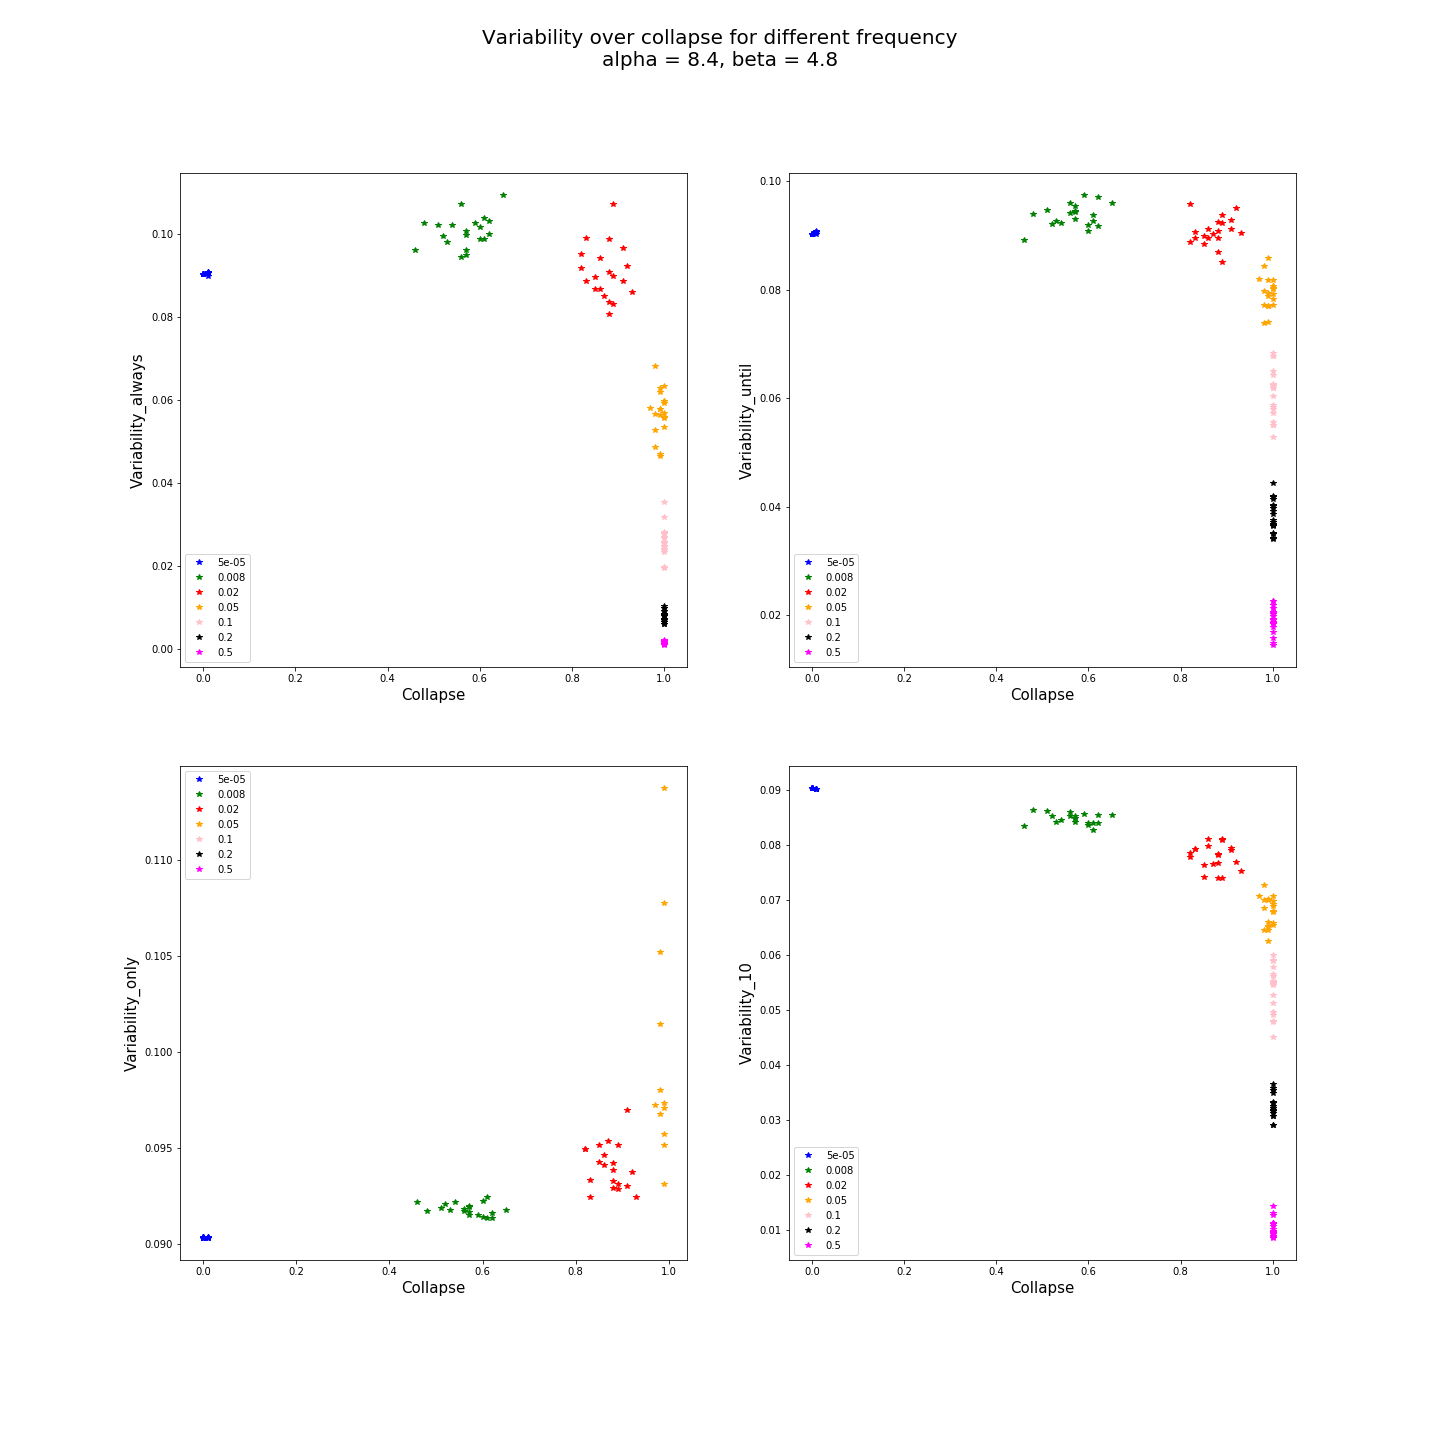 Variability over collapse for different frequency
alpha = 8.4, beta = 4.8
Variability_always
0.10
0.08
0.06
0.04
0.02
0.00
5e-05
0.008
0.02
0.05
0.1
0.2
0.5
0.0 0.2 0.4 0.6 0.8 1.0
Collapse
Variability_until
0.10
0.08
0.06
0.04
0.02
5e-05
0.008
0.02
0.05
0.1
0.2
0.5
0.0 0.2 0.4 0.6 0.8 1.0
Collapse
Variability_only
0.110
0.105
0.100
0.095
0.090
5e-05
0.008
0.02
0.05
0.1
0.2
0.5
0.0 0.2 0.4 0.6 0.8 1.0
Collapse
Variability_10
0.09
0.08
0.07
0.06
0.05
0.04
0.03
0.02
0.01
5e-05
0.008
0.02
0.05
0.1
0.2
0.5
0.0 0.2 0.4 0.6 0.8 1.0
Collapse